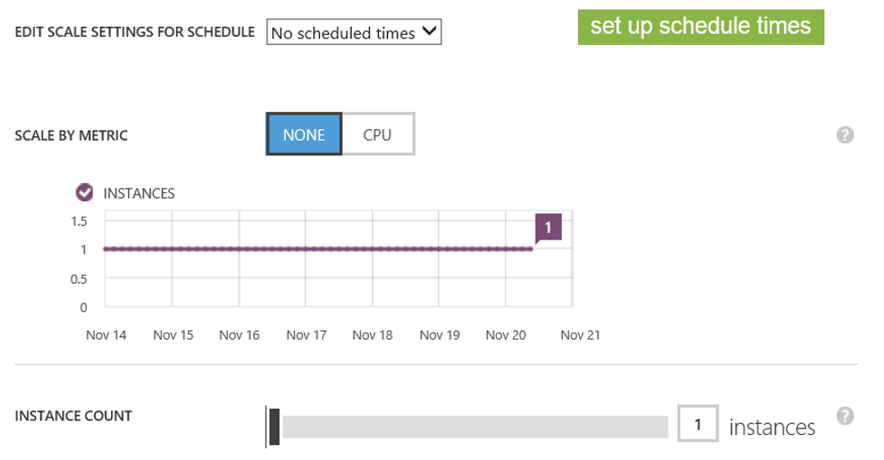 EDIT SCALE SETTINGS FOR SCHEDULE No scheduled times set up schedule times
SCALE BY METRIC NONE CPU ?
INSTANCES
1.5
1 1
0.5
0
Nov 14 Nov 15 Nov 16 Nov 17 Nov 18 Nov 19 Nov 20 Nov 21
INSTANCE COUNT 1 instances ?